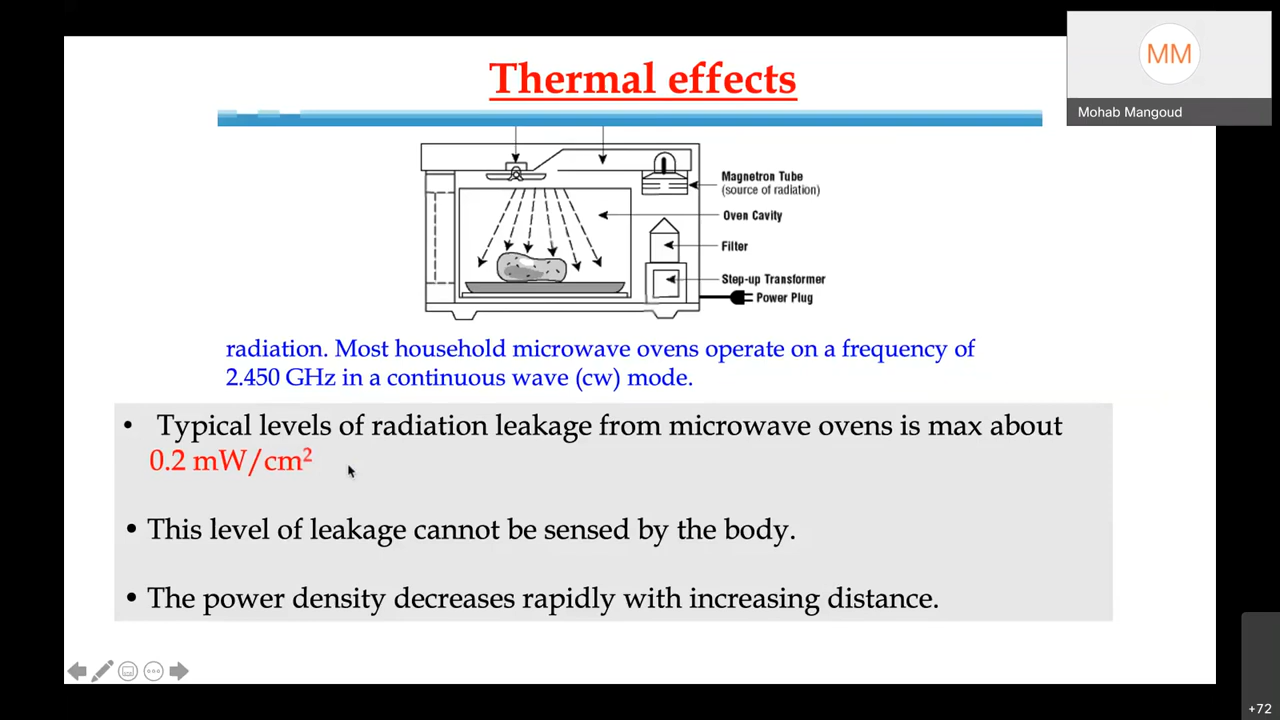 Thermal effects
MM
Mohab Mangoud
Magnetron Tube
(source of radiation)
Oven Cavity
Filter
Step-up Transformer
Power Plug
radiation. Most household microwave ovens operate on a frequency of
2.450 GHz in a continuous wave (cw) mode.
• Typical levels of radiation leakage from microwave ovens is max about
0.2 mW/cm²
• This level of leakage cannot be sensed by the body.
• The power density decreases rapidly with increasing distance.
+72